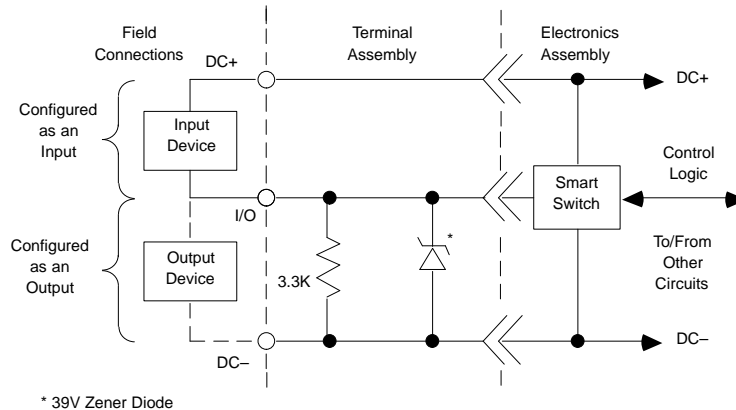 Field
Connections
Terminal
Assembly
Electronics
Assembly
DC+
DC+
Configured
as an
Input
Input
Device
Smart
Switch
Control
Logic
I/O
Configured
as an
Output
Output
Device
3.3K
*
To/From
Other
Circuits
DC–
DC–
* 39V Zener Diode